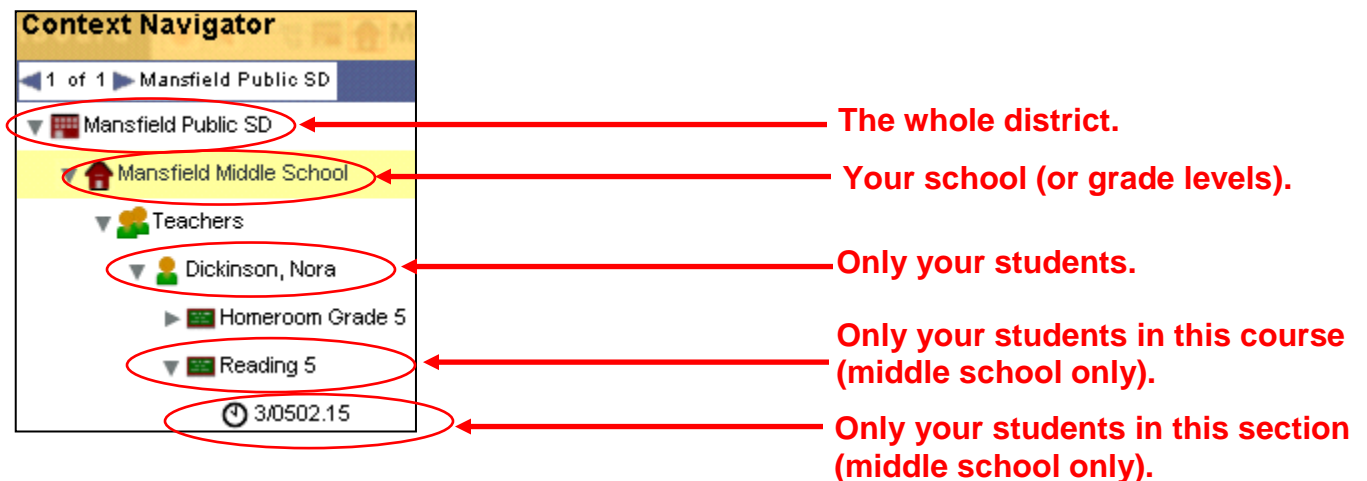 Context Navigator
1 of 1 Mansfield Public SD
Mansfield Public SD
The whole district.
Mansfield Middle School
Your school (or grade levels).
Teachers
Dickinson, Nora
Only your students.
Homeroom Grade 5
Reading 5
Only your students in this course
(middle school only).
3/0502.15
Only your students in this section
(middle school only).